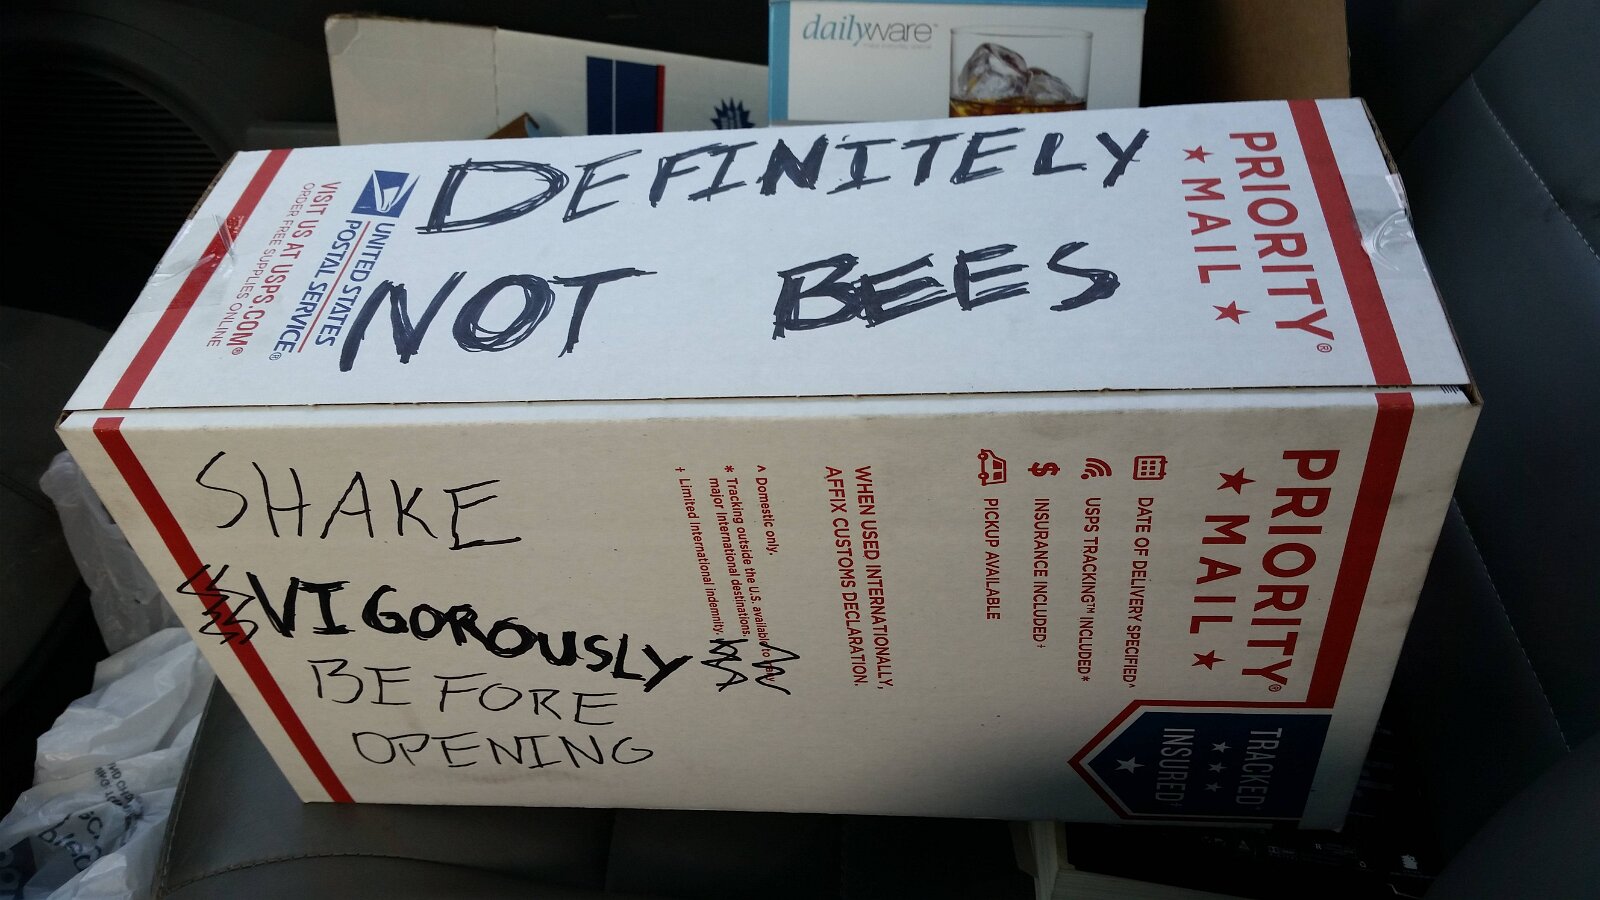 dailyware™
DEFINITELY
NOT BEES
PRIORITY®
★ MAIL ★
UNITED STATES
POSTAL SERVICE®
VISIT US AT USPS.COM®
ORDER FREE SUPPLIES ONLINE
SHAKE
VIGOROUSLY
BEFORE
OPENING
PRIORITY®
★ MAIL ★
TRACKED
★ ★ ★
INSURED
DATE OF DELIVERY SPECIFIED^
USPS TRACKING™ INCLUDED*
$ INSURANCE INCLUDED†
PICKUP AVAILABLE
WHEN USED INTERNATIONALLY,
AFFIX CUSTOMS DECLARATION.
^ Domestic only.
* Tracking outside the U.S. available to
major International destinations.
† Limited International indemnity.